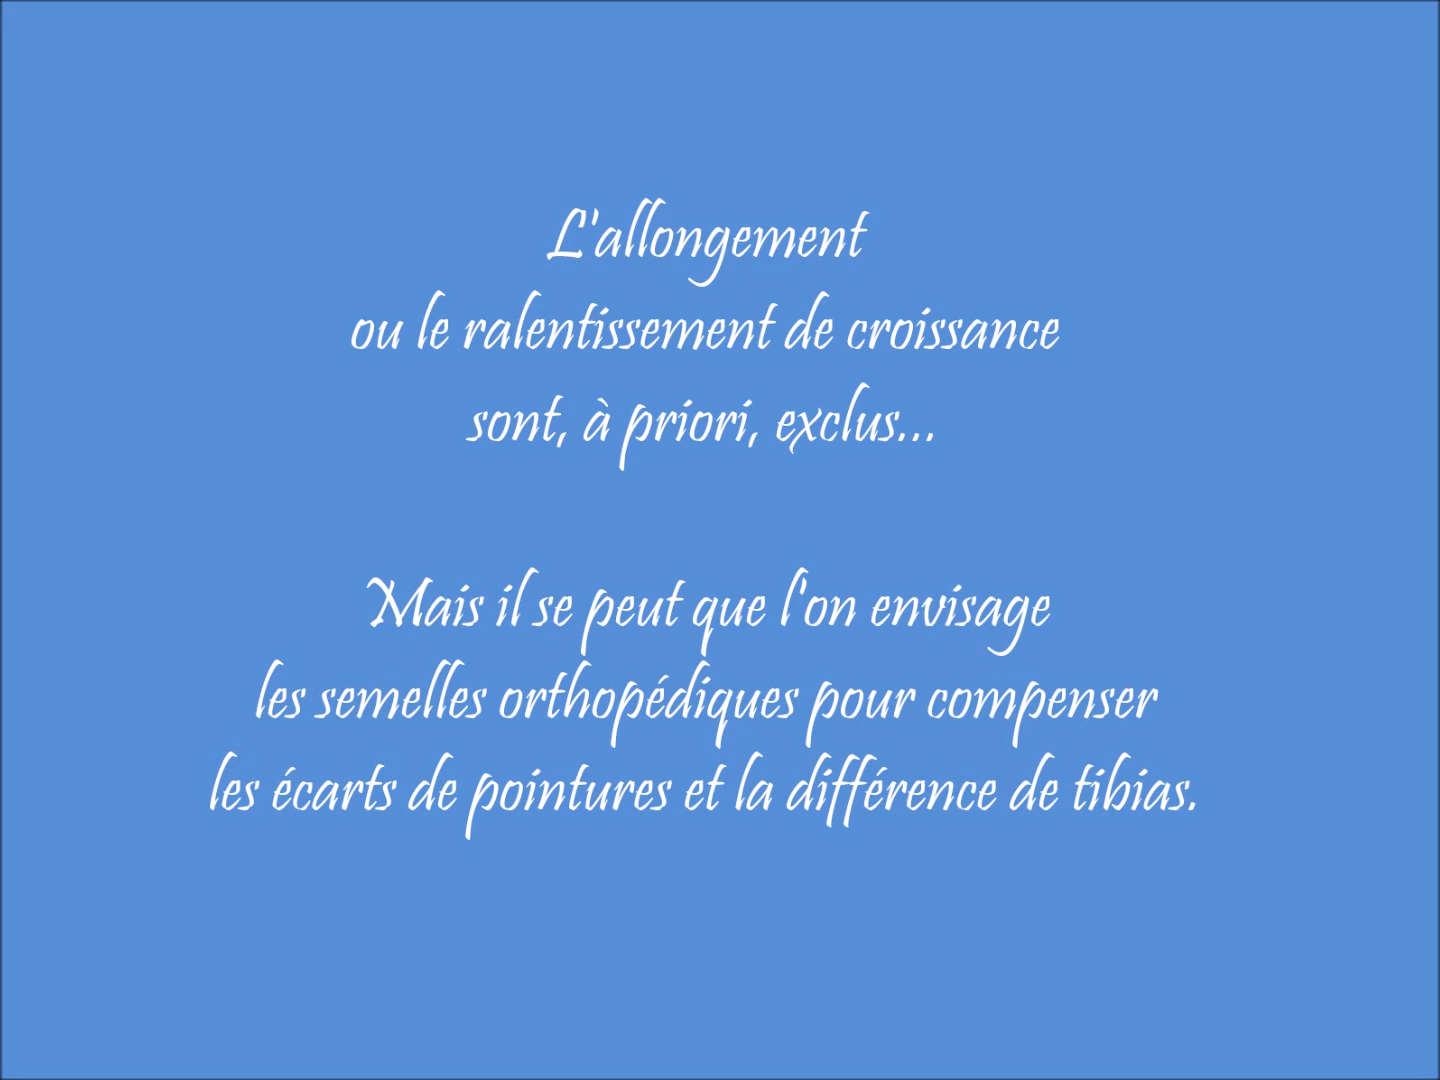 L'allongement
ou le ralentissement de croissance
sont, à priori, exclus...
Mais il se peut que l'on envisage
les semelles orthopédiques pour compenser
les écarts de pointures et la différence de tibias.